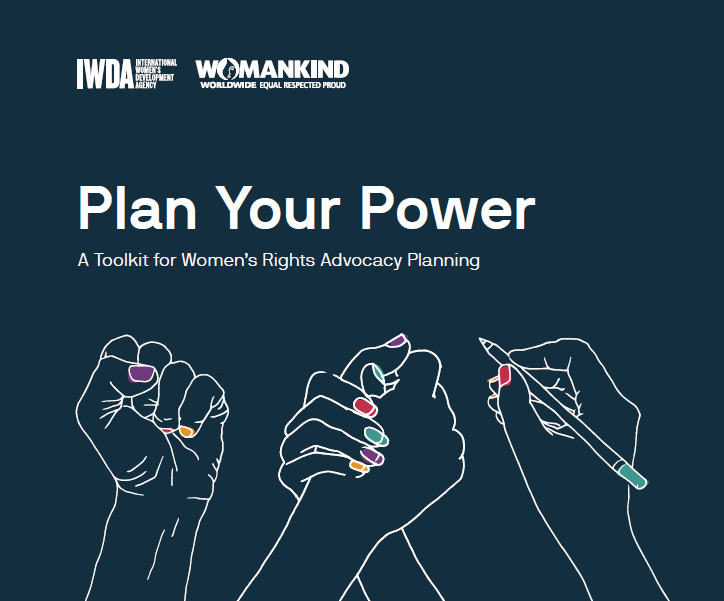 IWDA INTERNATIONAL
WOMEN'S
DEVELOPMENT
AGENCY
WOMANKIND
WORLDWIDE EQUAL RESPECTED PROUD
Plan Your Power
A Toolkit for Women's Rights Advocacy Planning